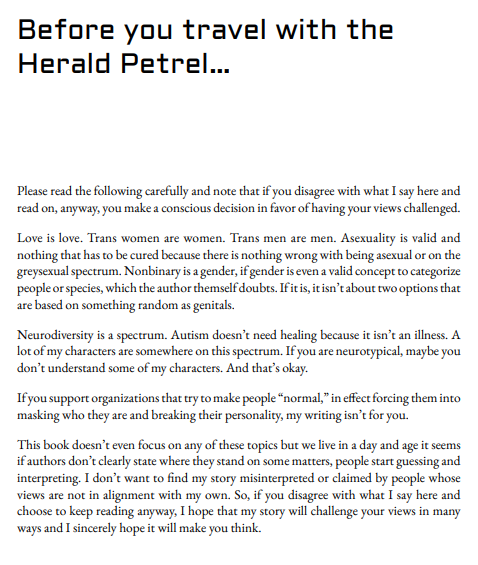 Before you travel with the
Herald Petrel...
Please read the following carefully and note that if you disagree with what I say here and
read on, anyway, you make a conscious decision in favor of having your views challenged.
Love is love. Trans women are women. Trans men are men. Asexuality is valid and
nothing that has to be cured because there is nothing wrong with being asexual or on the
greysexual spectrum. Nonbinary is a gender, if gender is even a valid concept to categorize
people or species, which the author themself doubts. If it is, it isn’t about two options that
are based on something random as genitals.
Neurodiversity is a spectrum. Autism doesn’t need healing because it isn’t an illness. A
lot of my characters are somewhere on this spectrum. If you are neurotypical, maybe you
don’t understand some of my characters. And that’s okay.
If you support organizations that try to make people “normal,” in effect forcing them into
masking who they are and breaking their personality, my writing isn’t for you.
This book doesn’t even focus on any of these topics but we live in a day and age it seems
if authors don’t clearly state where they stand on some matters, people start guessing and
interpreting. I don’t want to find my story misinterpreted or claimed by people whose
views are not in alignment with my own. So, if you disagree with what I say here and
choose to keep reading anyway, I hope that my story will challenge your views in many
ways and I sincerely hope it will make you think.